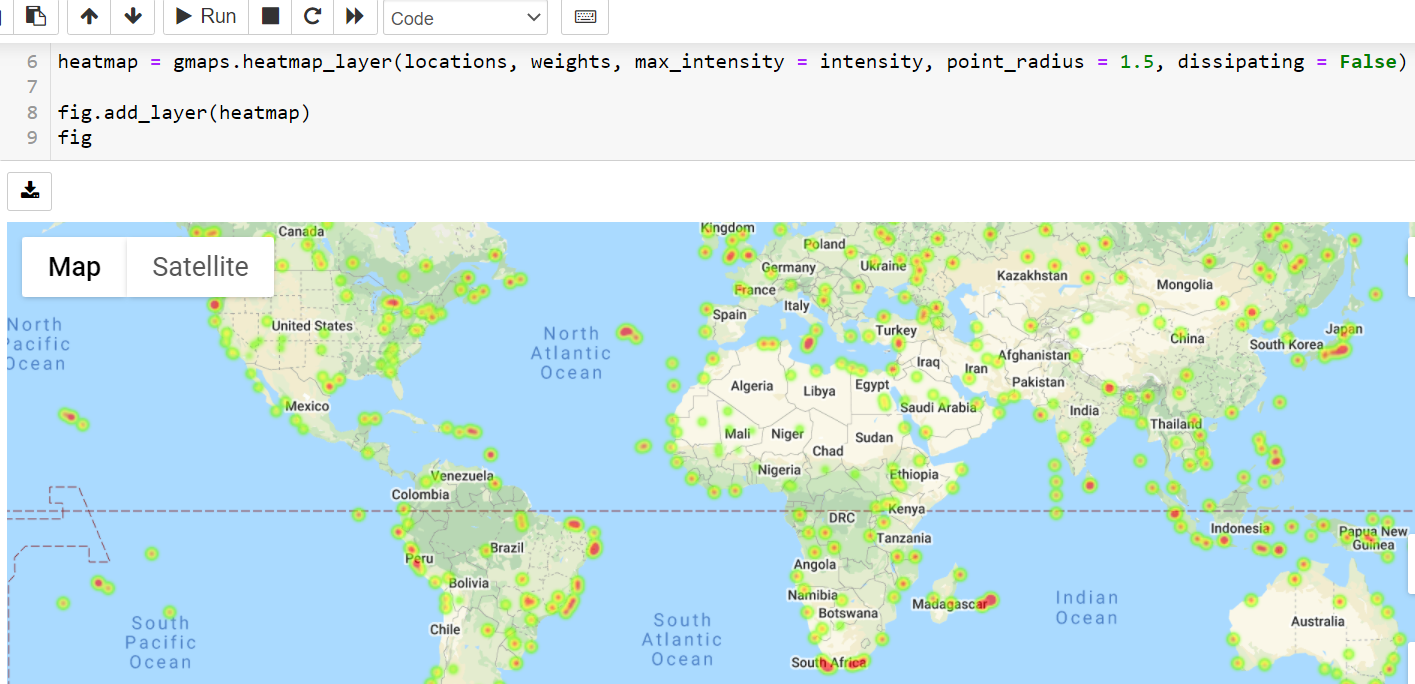 Run
Code
6 heatmap = gmaps.heatmap_layer(locations, weights, max_intensity = intensity, point_radius = 1.5, dissipating = False)
7
8 fig.add_layer(heatmap)
9 fig
Map
Satellite
Canada
Kingdom
Poland
Germany
Ukraine
Kazakhstan
Mongolia
France
Italy
Spain
United States
North
Pacific
Ocean
North
Atlantic
Ocean
Turkey
China
Japan
South Korea
Afghanistan
Iraq
Iran
Pakistan
Algeria
Libya
Egypt
Saudi Arabia
India
Mexico
Thailand
Mali
Niger
Chad
Sudan
Nigeria
Ethiopia
Venezuela
Colombia
DRC
Kenya
Indonesia
Papua New
Guinea
Tanzania
Brazil
Peru
Angola
Bolivia
Namibia
Madagascar
Botswana
Indian
Ocean
Australia
South
Pacific
Ocean
Chile
South
Atlantic
Ocean
South Africa